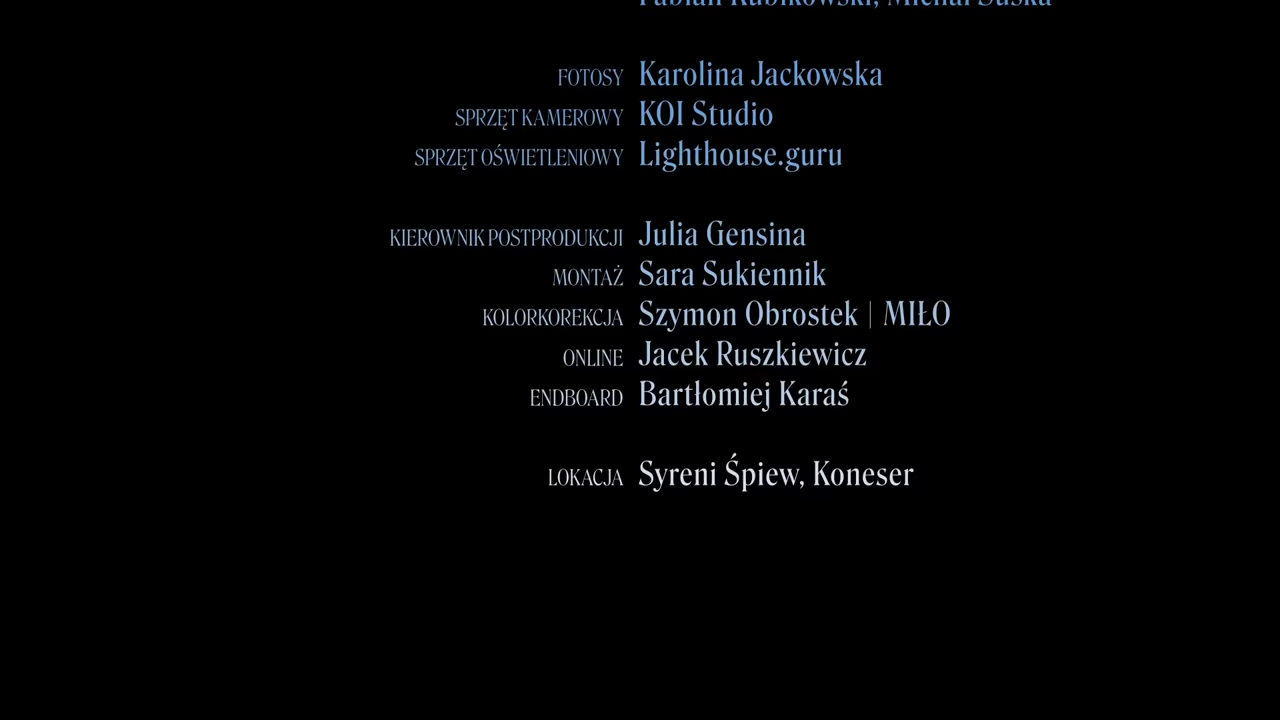 FOTOSY Karolina Jackowska
SPRZĘT KAMEROWY KOI Studio
SPRZĘT OŚWIETLENIOWY Lighthouse.guru
KIEROWNIK POSTPRODUKCJI Julia Gensina
MONTAŻ Sara Sukiennik
KOLORKOREKCJA Szymon Obrostek | MIŁO
ONLINE Jacek Ruszkiewicz
ENDBOARD Bartłomiej Karaś
LOKACJA Syreni Śpiew, Koneser